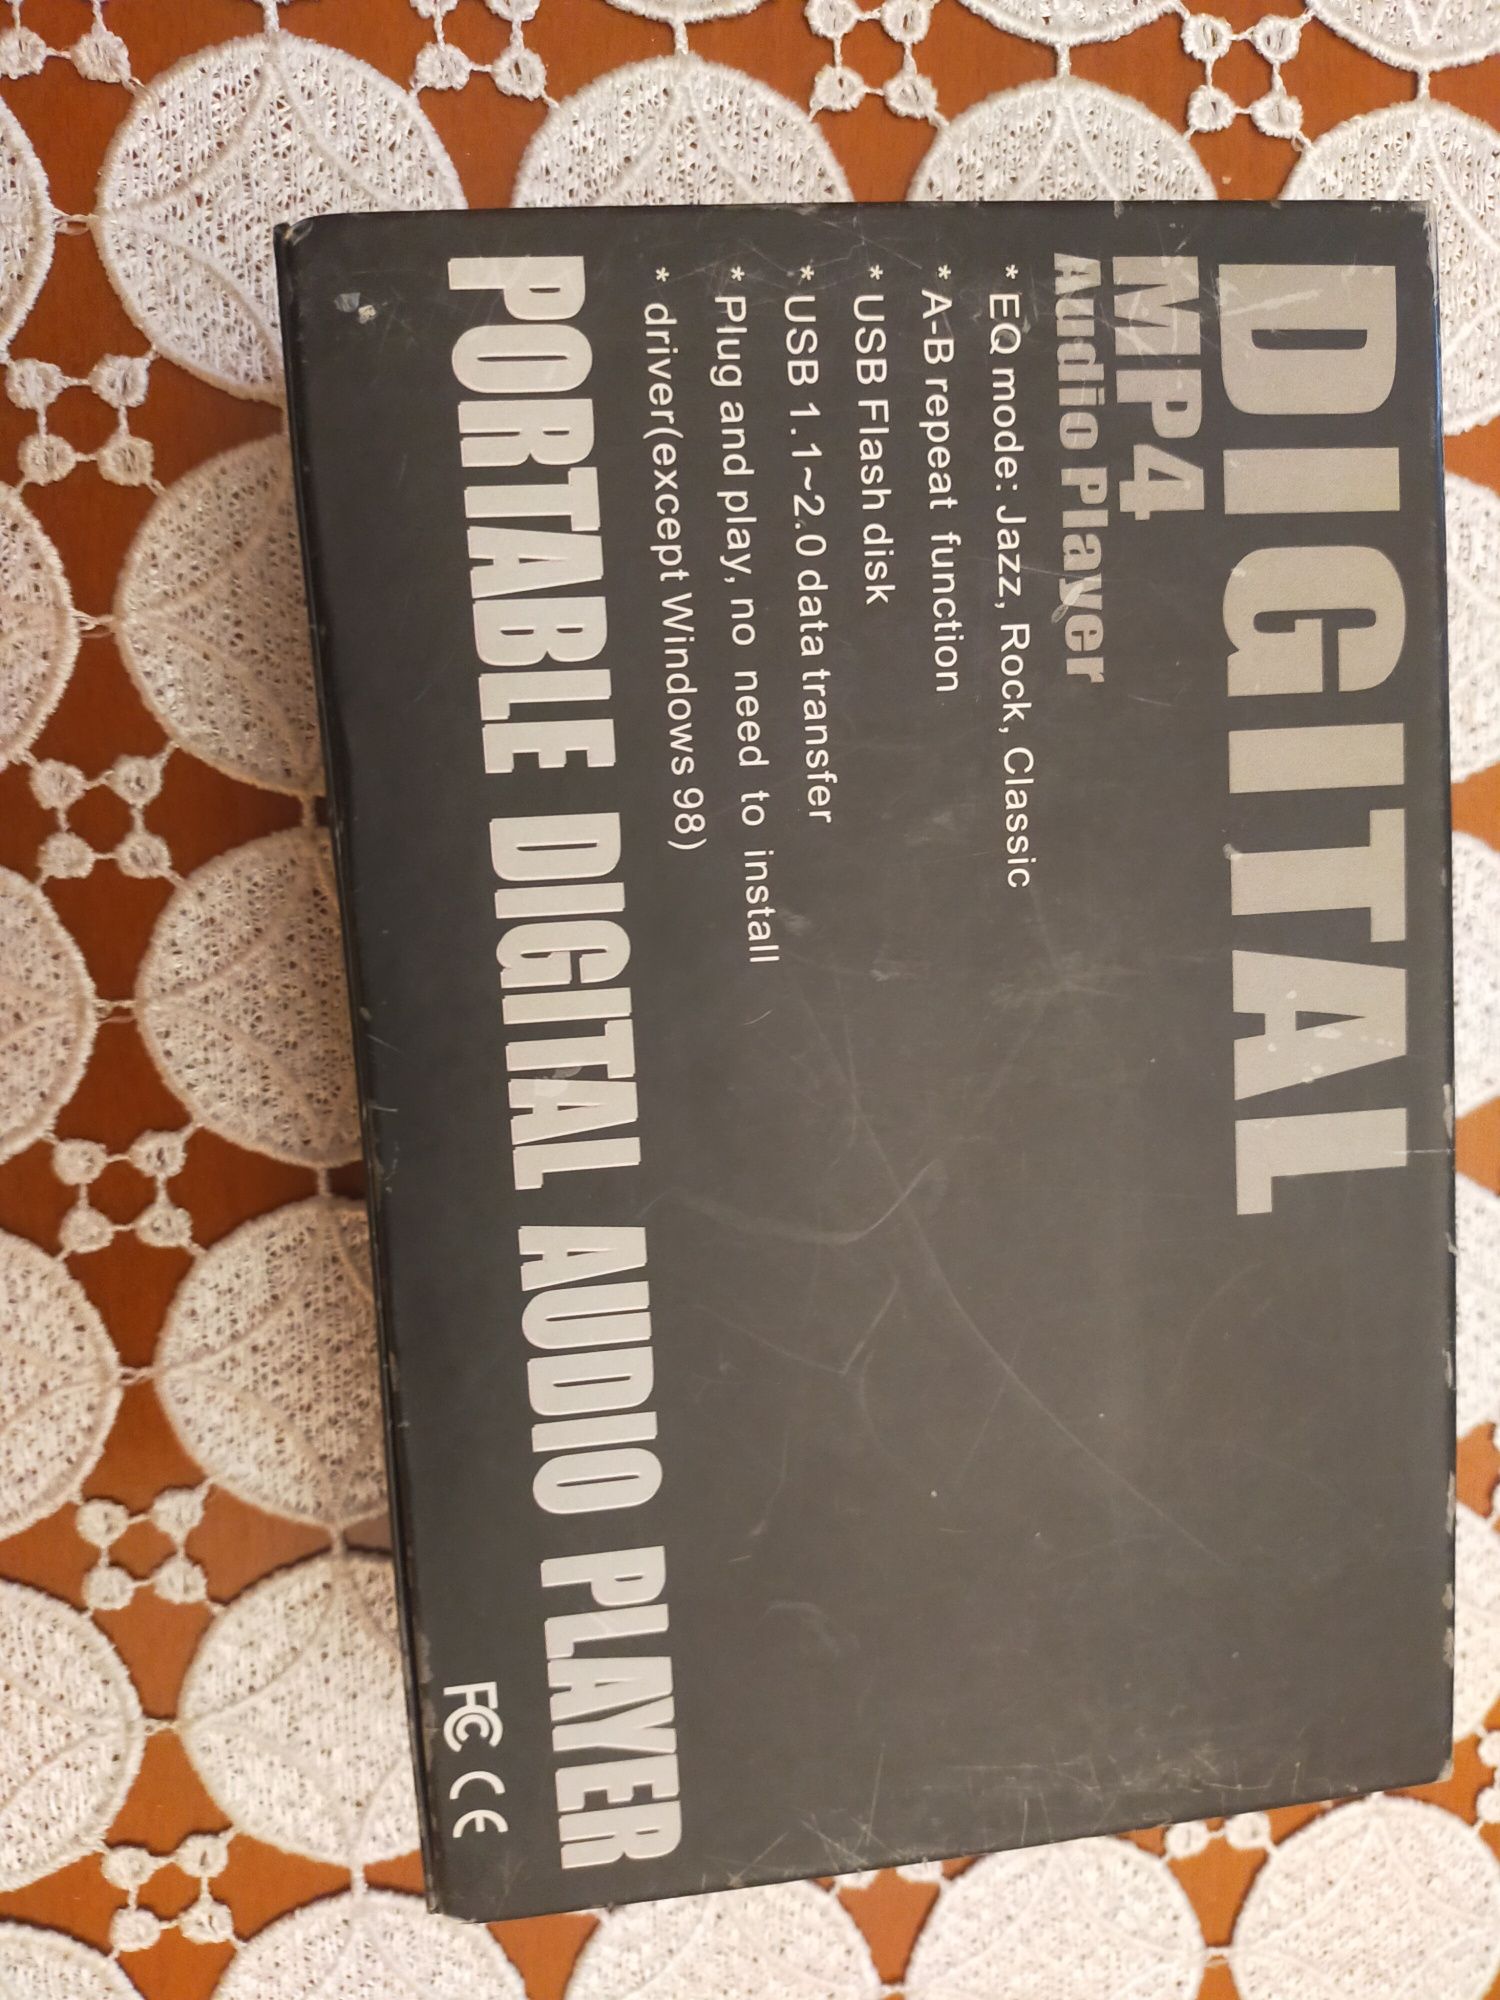 DIGITAL
MP4
Audio Player
* EQ mode: Jazz, Rock, Classic
* A-B repeat function
* USB Flash disk
* USB 1.1~2.0 data transfer
* Plug and play, no need to install
* driver(except Windows 98)
PORTABLE DIGITAL AUDIO PLAYER
FC CE